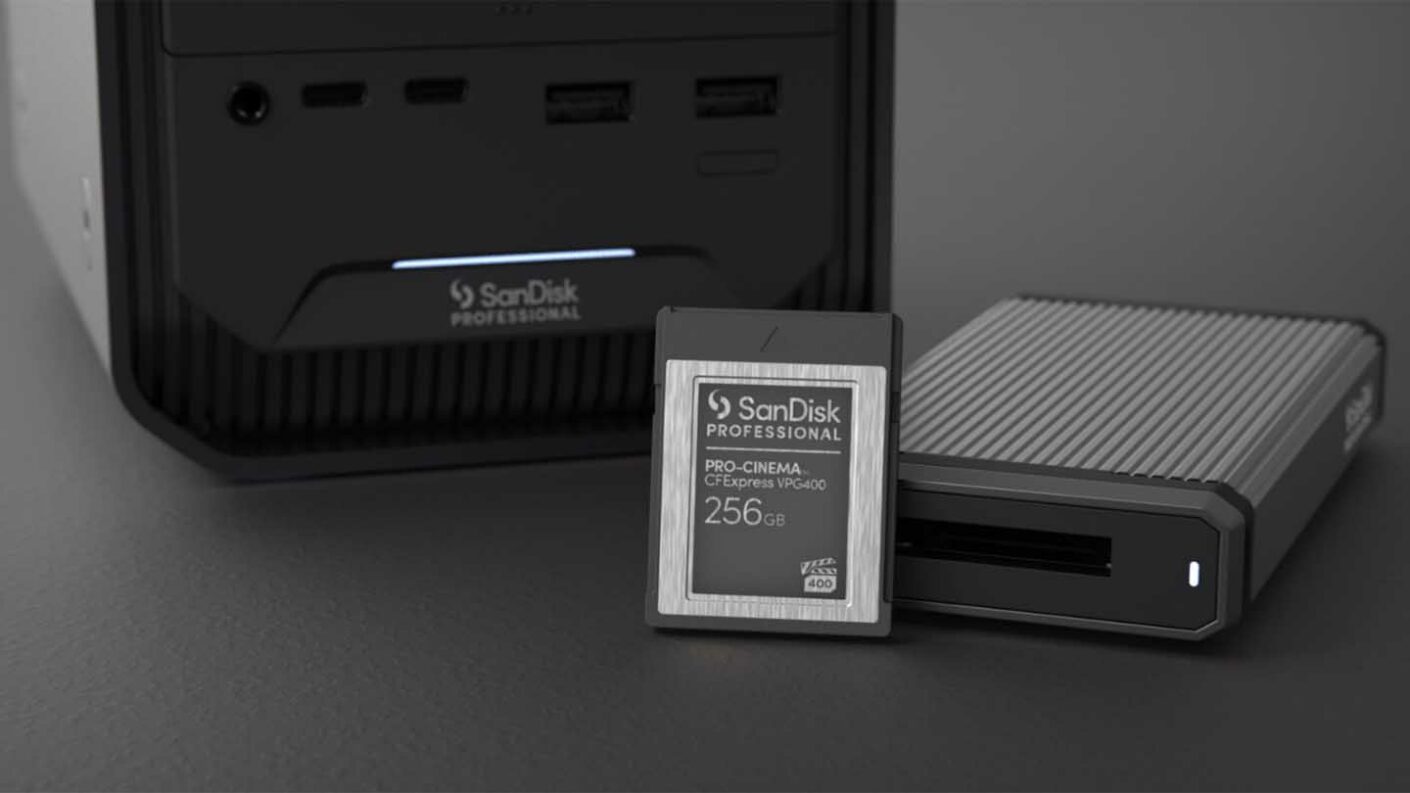 SanDisk
PROFESSIONAL
SanDisk
PROFESSIONAL
PRO-CINEMA
CFExpress VPG400
256GB
400